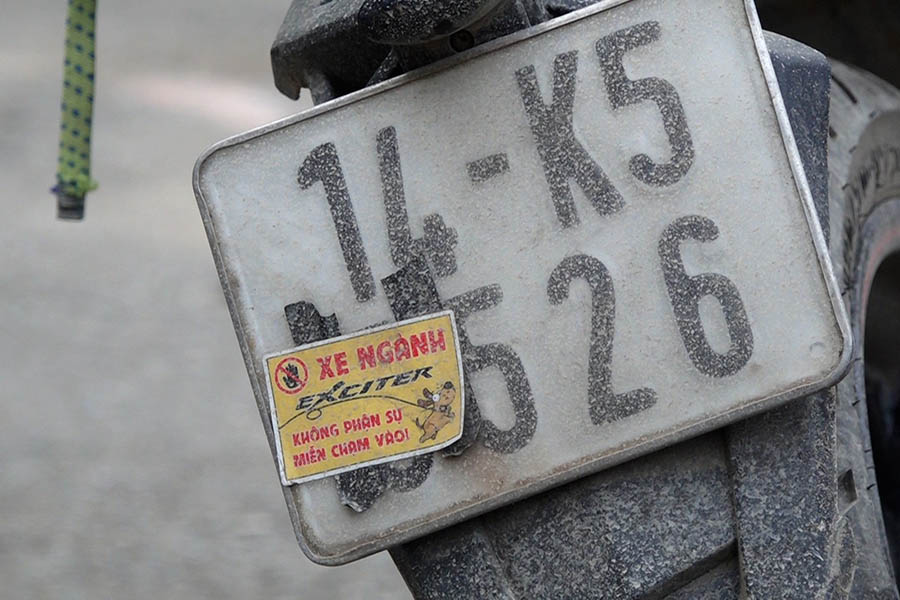 14-K5
526
XE NGÀNH
EXCITER
KHÔNG PHẬN SỰ
MIỄN CHẠM VÀO!